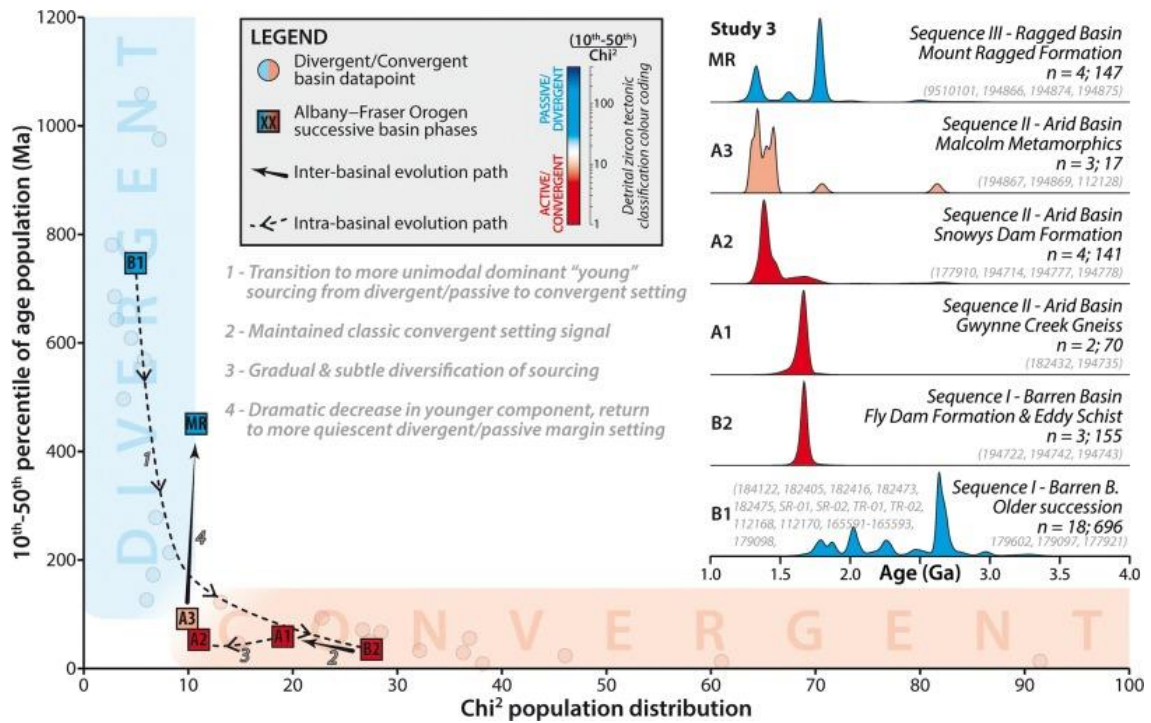 1200
1000
800
600
400
200
0
10th-50th percentile of age population (Ma)
0
10
20
30
40
50
60
70
80
90
100
Chi2 population distribution
DIVERGENT
CONVERGENT
LEGEND
Divergent/Convergent
basin datapoint
XX
Albany–Fraser Orogen
successive basin phases
Inter-basinal evolution path
Intra-basinal evolution path
(10th-50th)
Chi2
PASSIVE/
DIVERGENT
ACTIVE/
CONVERGENT
100
10
1
Detrital zircon tectonic
classification colour coding
1 - Transition to more unimodal dominant “young”
sourcing from divergent/passive to convergent setting
2 - Maintained classic convergent setting signal
3 - Gradual & subtle diversification of sourcing
4 - Dramatic decrease in younger component, return
to more quiescent divergent/passive margin setting
B1
MR
A3
A2
A1
B2
1
4
3
2
Study 3
MR
Sequence III - Ragged Basin
Mount Ragged Formation
n = 4; 147
(9510101, 194866, 194874, 194875)
A3
Sequence II - Arid Basin
Malcolm Metamorphics
n = 3; 17
(194867, 194869, 112128)
A2
Sequence II - Arid Basin
Snowys Dam Formation
n = 4; 141
(177910, 194714, 194777, 194778)
A1
Sequence II - Arid Basin
Gwynne Creek Gneiss
n = 2; 70
(182432, 194735)
B2
Sequence I - Barren Basin
Fly Dam Formation & Eddy Schist
n = 3; 155
(194722, 194742, 194743)
B1
(184122, 182405, 182416, 182473,
182475, SR-01, SR-02, TR-01, TR-02,
112168, 112170, 165591-165593,
179098,
179602, 179097, 177921)
Sequence I - Barren B.
Older succession
n = 18; 696
1.0
2.0
3.0
4.0
Age (Ga)